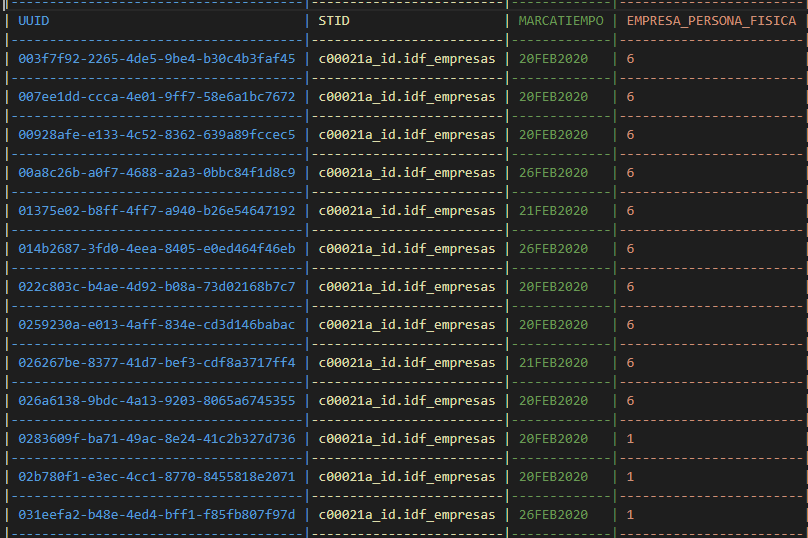 | UUID | STID | MARCATIEMPO | EMPRESA_PERSONA_FISICA
| 003f7f92-2265-4de5-9be4-b30c4b3faf45 | c00021a_id.idf_empresas | 20FEB2020 | 6
| 007ee1dd-ccca-4e01-9ff7-58e6a1bc7672 | c00021a_id.idf_empresas | 20FEB2020 | 6
| 00928afe-e133-4c52-8362-639a89fccec5 | c00021a_id.idf_empresas | 20FEB2020 | 6
| 00a8c26b-a0f7-4688-a2a3-0bbc84f1d8c9 | c00021a_id.idf_empresas | 26FEB2020 | 6
| 01375e02-b8ff-4ff7-a940-b26e54647192 | c00021a_id.idf_empresas | 21FEB2020 | 6
| 014b2687-3fd0-4eea-8405-e0ed464f46eb | c00021a_id.idf_empresas | 26FEB2020 | 6
| 022c803c-b4ae-4d92-b08a-73d02168b7c7 | c00021a_id.idf_empresas | 20FEB2020 | 6
| 0259230a-e013-4aff-834e-cd3d146babac | c00021a_id.idf_empresas | 20FEB2020 | 6
| 026267be-8377-41d7-bef3-cdf8a3717ff4 | c00021a_id.idf_empresas | 21FEB2020 | 6
| 026a6138-9bdc-4a13-9203-8065a6745355 | c00021a_id.idf_empresas | 20FEB2020 | 6
| 0283609f-ba71-49ac-8e24-41c2b327d736 | c00021a_id.idf_empresas | 20FEB2020 | 1
| 02b780f1-e3ec-4cc1-8770-8455818e2071 | c00021a_id.idf_empresas | 20FEB2020 | 1
| 031eefa2-b48e-4ed4-bff1-f85fb807f97d | c00021a_id.idf_empresas | 26FEB2020 | 1